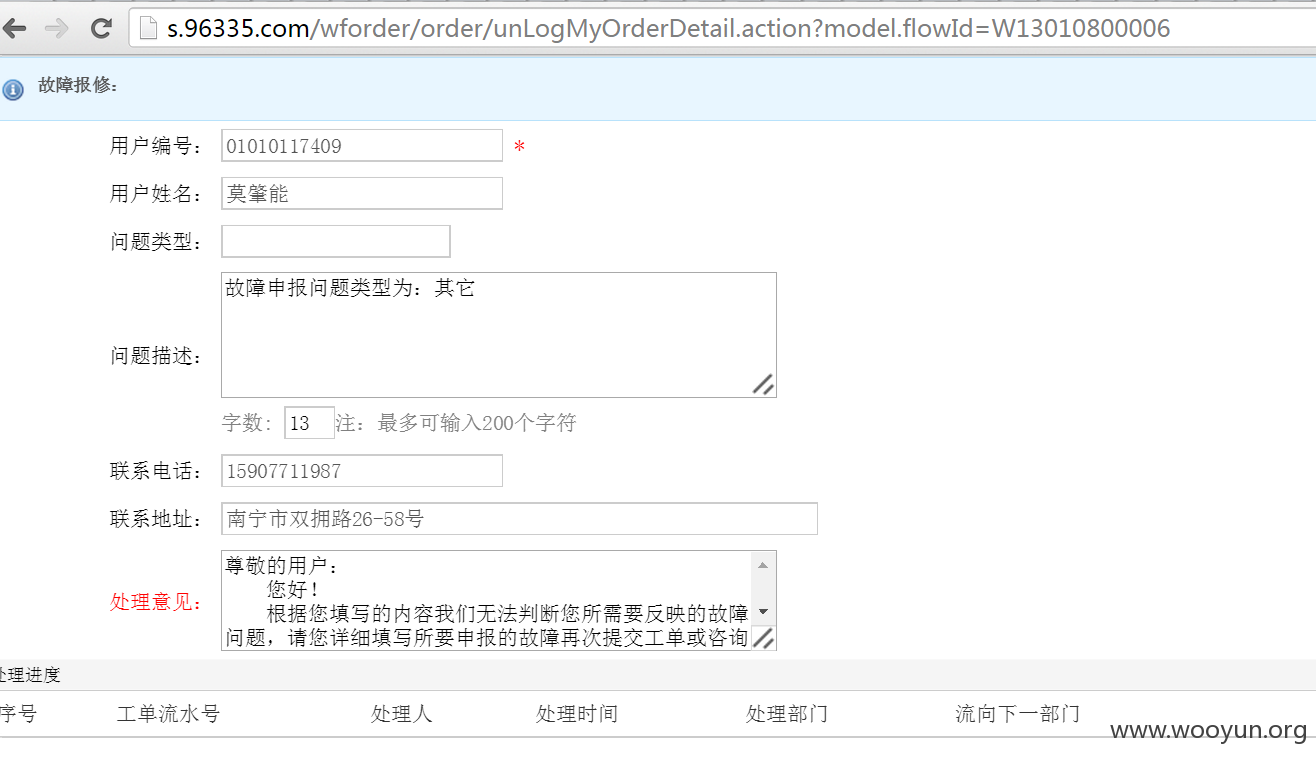 s.96335.com/wforder/order/unLogMyOrderDetail.action?model.flowId=W13010800006
故障报修:
用户编号: 01010117409 *
用户姓名: 莫肇能
问题类型:
故障申报问题类型为: 其它
问题描述:
字数: 13 注: 最多可输入200个字符
联系电话: 15907711987
联系地址: 南宁市双拥路26-58号
尊敬的用户:
您好!
处理意见:
根据您填写的内容我们无法判断您所需要反映的故障
问题, 请您详细填写所要申报的故障再次提交工单或咨询
处理进度
序号 工单流水号 处理人 处理时间 处理部门 流向下一部门
www.wooyun.org